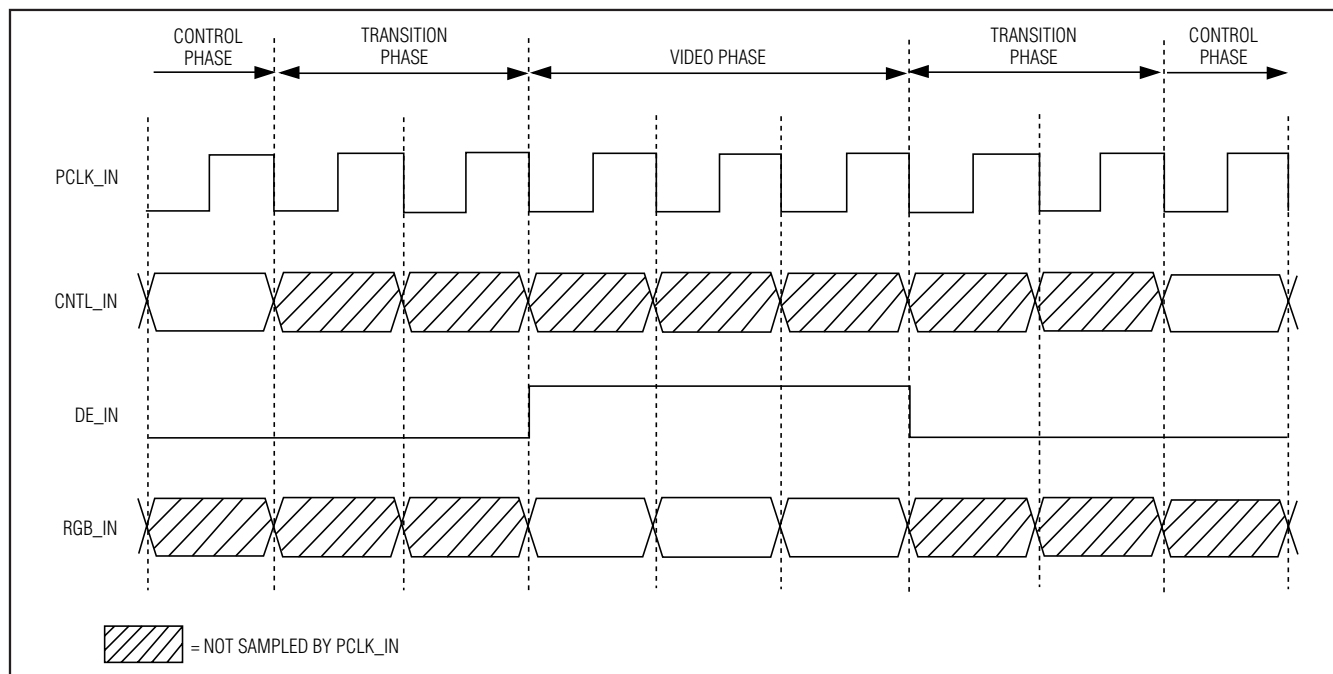 CONTROL
PHASE
TRANSITION
PHASE
VIDEO PHASE
TRANSITION
PHASE
CONTROL
PHASE
PCLK_IN
CNTL_IN
DE_IN
RGB_IN
= NOT SAMPLED BY PCLK_IN